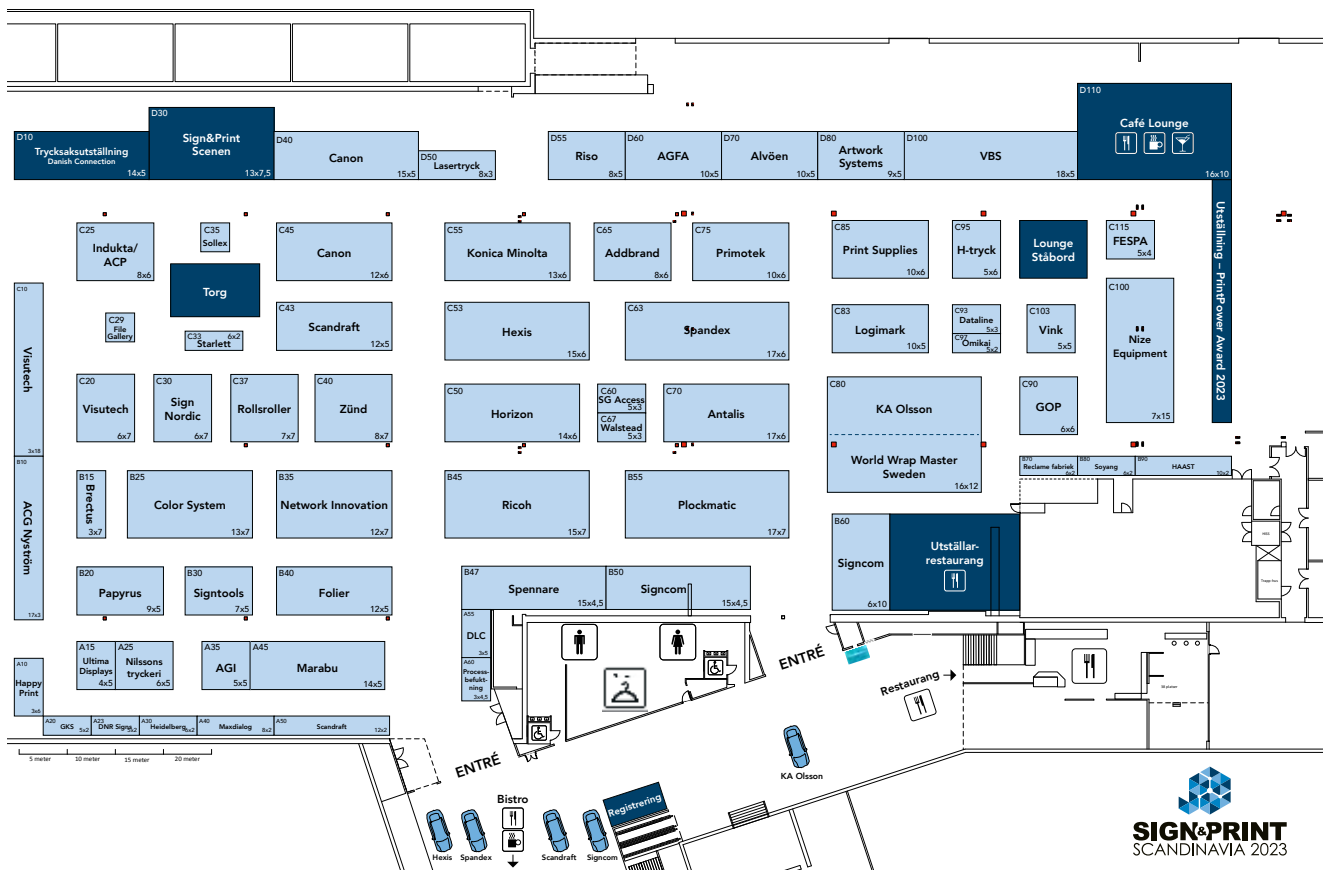 D10
Trycksaksutställning
Danish Connection
14x5
D30
Sign&Print
Scenen
13x7,5
D40
Canon
15x5
D50
Lasertryck
8x3
D55
Riso
8x5
D60
AGFA
10x5
D70
Alvöen
10x5
D80
Artwork
Systems
9x5
D100
VBS
18x5
D110
Café Lounge
16x10
Utställning – PrintPower Award 2023
C25
Indukta/
ACP
8x6
C35
Sollex
C45
Canon
12x6
C55
Konica Minolta
13x6
C65
Addbrand
8x6
C75
Primotek
10x6
C85
Print Supplies
10x6
C95
H-tryck
5x6
Lounge
Ståbord
C115
FESPA
5x4
Torg
C10
Visutech
3x18
C29
File
Gallery
C33
6x2
Starlett
C43
Scandraft
12x5
C53
Hexis
15x6
C63
Spandex
17x6
C83
Logimark
10x5
C93
Dataline
5x3
C97
Omikai
5x2
C103
Vink
5x5
C100
Nize
Equipment
7x15
C20
Visutech
6x7
C30
Sign
Nordic
6x7
C37
Rollsroller
7x7
C40
Zünd
8x7
C50
Horizon
14x6
C60
SG Access
5x3
C67
Walstead
5x3
C70
Antalis
17x6
C80
KA Olsson
World Wrap Master
Sweden
16x12
C90
GOP
6x6
B10
ACG Nyström
17x3
B15
Brectus
3x7
B25
Color System
13x7
B35
Network Innovation
12x7
B45
Ricoh
15x7
B55
Plockmatic
17x7
B70
Reclame fabriek
6x2
B80
Soyang
6x2
B90
HAAST
10x2
B60
Signcom
6x10
Utställar-
restaurang
B20
Papyrus
9x5
B30
Signtools
7x5
B40
Folier
12x5
B47
Spennare
15x4,5
B50
Signcom
15x4,5
A55
DLC
3x5
A60
Process-
befukt-
ning
3x4,5
A10
Happy
Print
3x6
A15
Ultima
Displays
4x5
A25
Nilssons
tryckeri
6x5
A35
AGI
5x5
A45
Marabu
14x5
A20
GKS
5x2
A23
DNR Signs
5x2
A30
Heidelberg
6x2
A40
Maxdialog
8x2
A50
Scandraft
12x2
5 meter
10 meter
15 meter
20 meter
ENTRÉ
ENTRÉ
Restaurang
KA Olsson
Bistro
Registrering
Hexis
Spandex
Scandraft
Signcom
SIGN&PRINT
SCANDINAVIA 2023